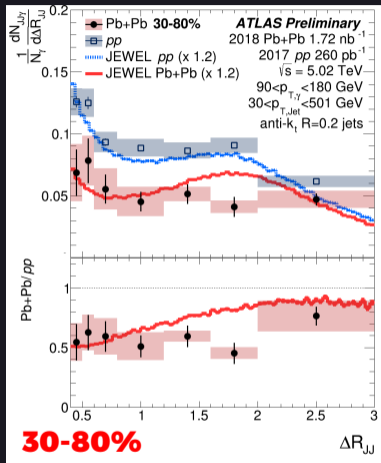 0.2
1/N_γ dN_JJγ/dΔR_JJ
Pb+Pb 30-80%
pp
JEWEL pp (x 1.2)
JEWEL Pb+Pb (x 1.2)
ATLAS Preliminary
2018 Pb+Pb 1.72 nb⁻¹
2017 pp 260 pb⁻¹
√s = 5.02 TeV
90<p_T,γ <180 GeV
30<p_T,Jet<501 GeV
anti-k_t R=0.2 jets
0.15
0.1
0.05
Pb+Pb/pp
1
0.5
0
0.5 1 1.5 2 2.5 3
30-80%
ΔR_JJ